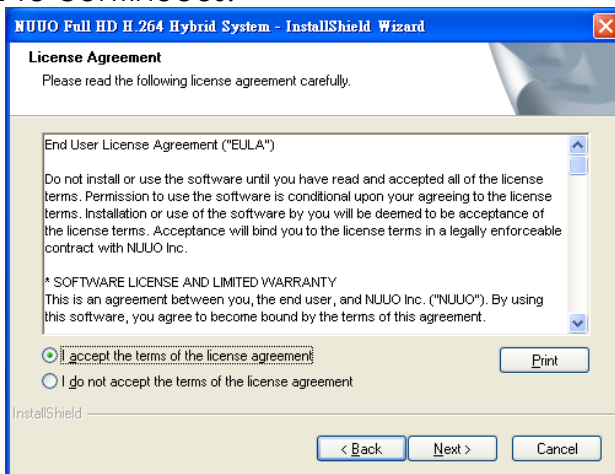 to continues.
NUUO Full HD H.264 Hybrid System - InstallShield Wizard
License Agreement
Please read the following license agreement carefully.
End User License Agreement ("EULA")
Do not install or use the software until you have read and accepted all of the license
terms. Permission to use the software is conditional upon your agreeing to the license
terms. Installation or use of the software by you will be deemed to be acceptance of
the license terms. Acceptance will bind you to the license terms in a legally enforceable
contract with NUUO Inc.
* SOFTWARE LICENSE AND LIMITED WARRANTY
This is an agreement between you, the end user, and NUUO Inc. ("NUUO"). By using
this software, you agree to become bound by the terms of this agreement.
I accept the terms of the license agreement
Print
I do not accept the terms of the license agreement
InstallShield
< Back Next > Cancel